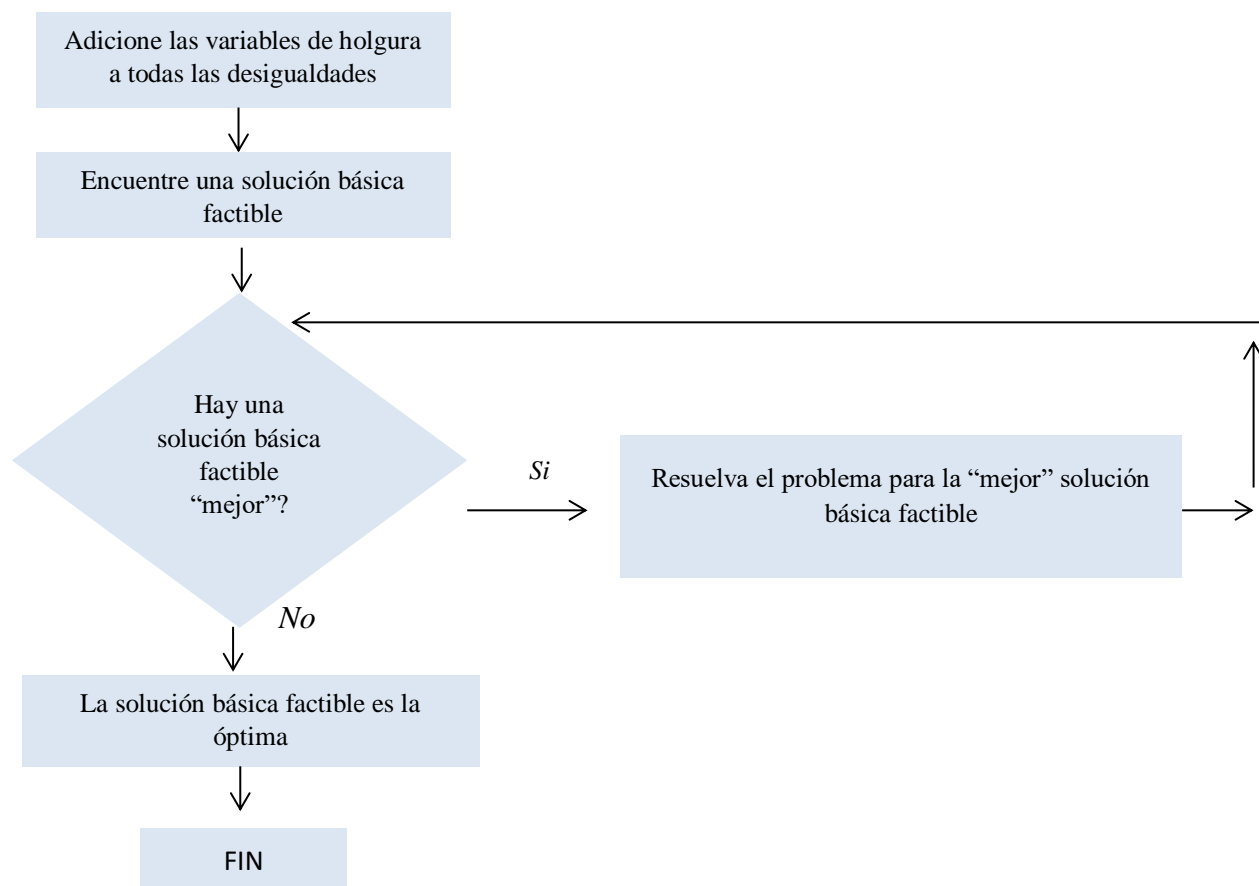 Adicione las variables de holgura
a todas las desigualdades
Encuentre una solución básica
factible
Hay una
solución básica
factible
“mejor”?
Si
Resuelva el problema para la “mejor” solución
básica factible
No
La solución básica factible es la
óptima
FIN